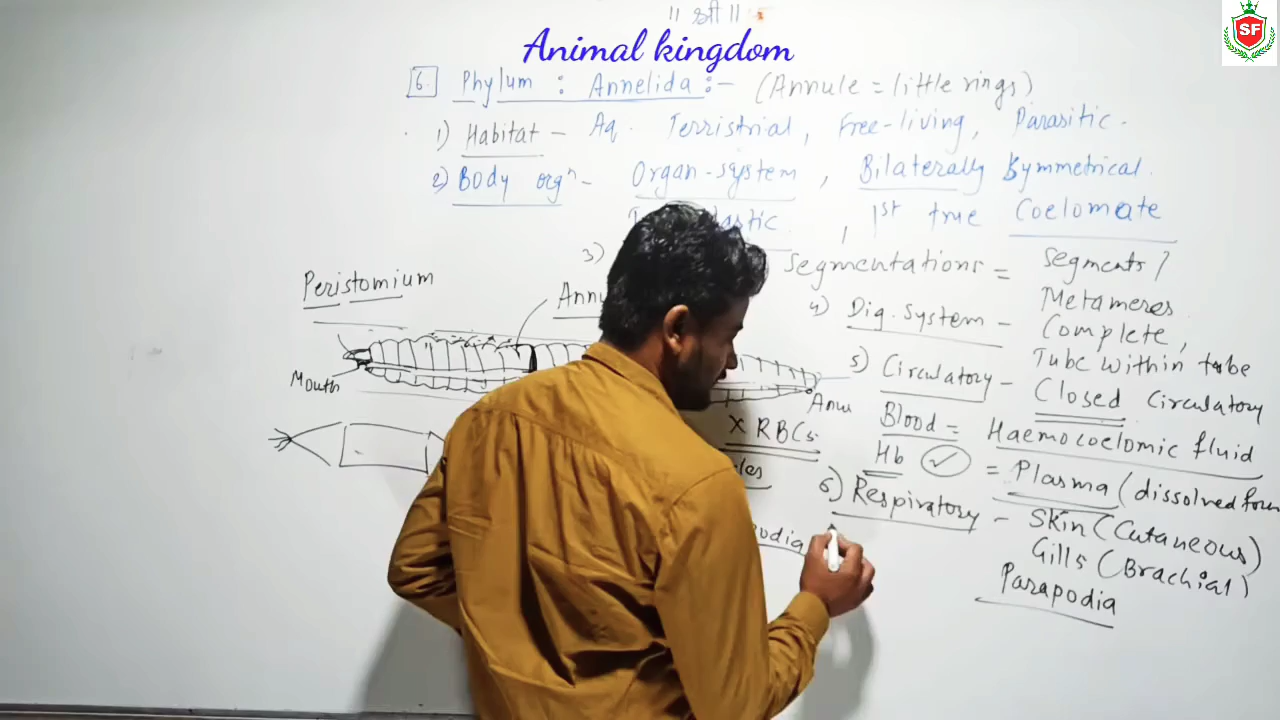 || श्री ||
SF
Animal kingdom
6. Phylum : Annelida :- (Annule = little rings)
1) Habitat - Aq. Terristrial, Free-living, Parasitic.
2) Body orgⁿ- Organ-system, Bilaterally Symmetrical.
, 1st true Coelomate
3) Segmentations = Segments /
Metameres
Peristomium
Mouth
Anus
4) Dig. System - Complete,
Tube within tube
5) Circulatory - Closed circulatory
X RBCs
Blood = Haemocoelomic fluid
Hb = Plasma (dissolved form
6) Respiratory - Skin (Cutaneous)
Gills (Brachial)
Parapodia